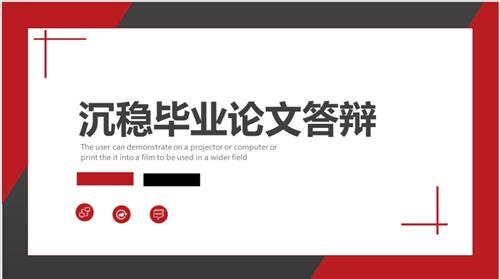 沉稳毕业论文答辩
The user can demonstrate on a projector or computer or
print the it into a film to be used in a wider field